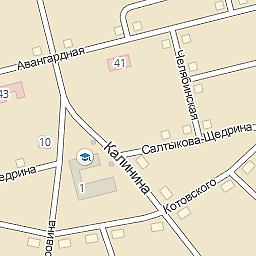 Авангардная
41
Челябинская
43
10
Салтыкова-Щедрина
Калинина
едрина
1
Котовского
ровина